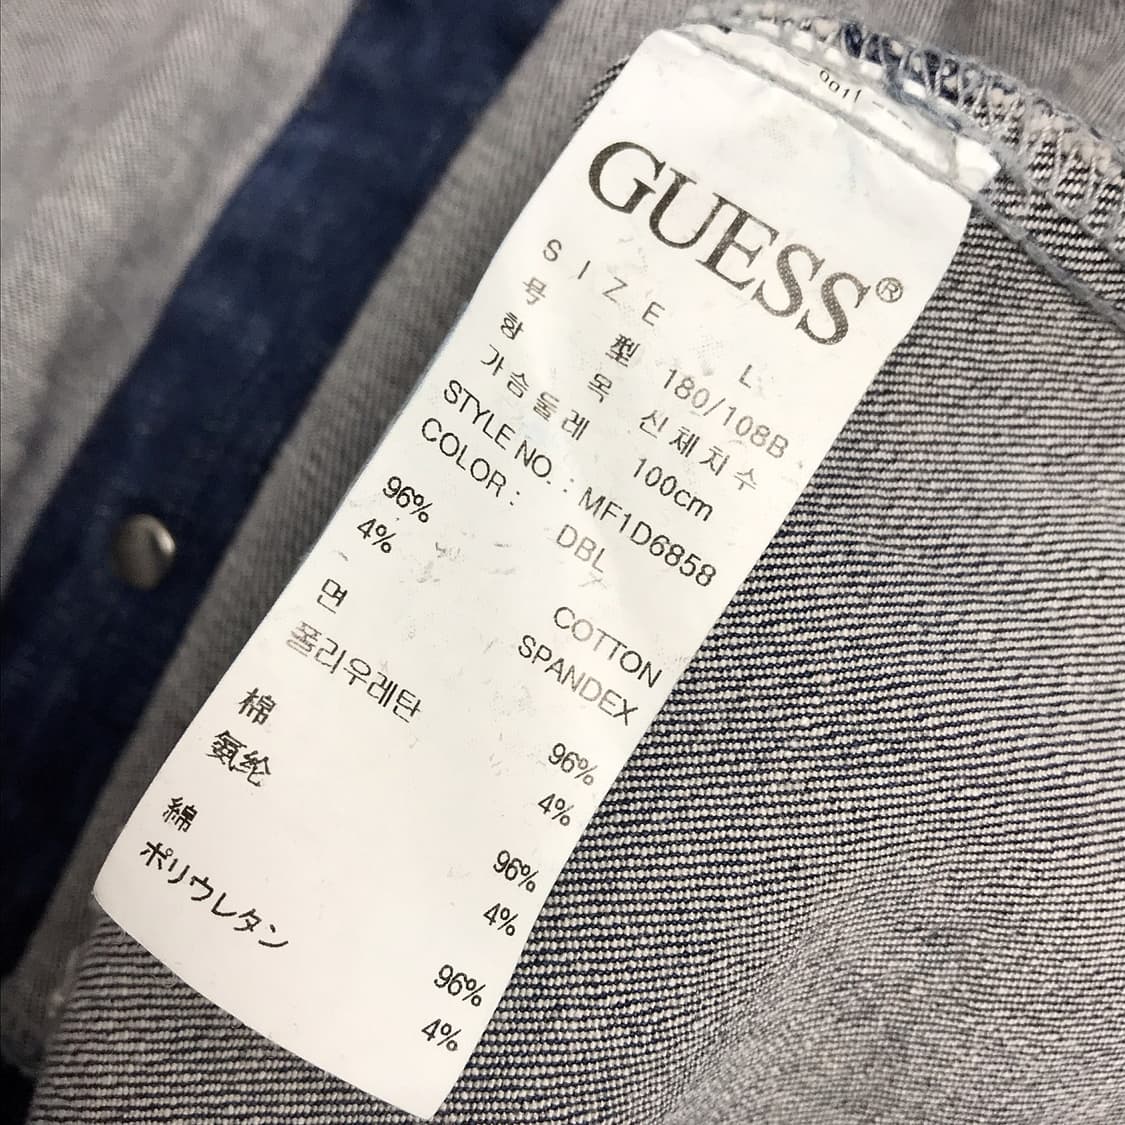 001
GUESS®
SIZE L
号型 180/108B
항목 신체치수
가슴둘레 100cm
STYLE NO. : MF1D6858
COLOR : DBL
96% COTTON
4% SPANDEX
면 96%
폴리우레탄 4%
棉 96%
氨纶 4%
綿 96%
ポリウレタン 4%